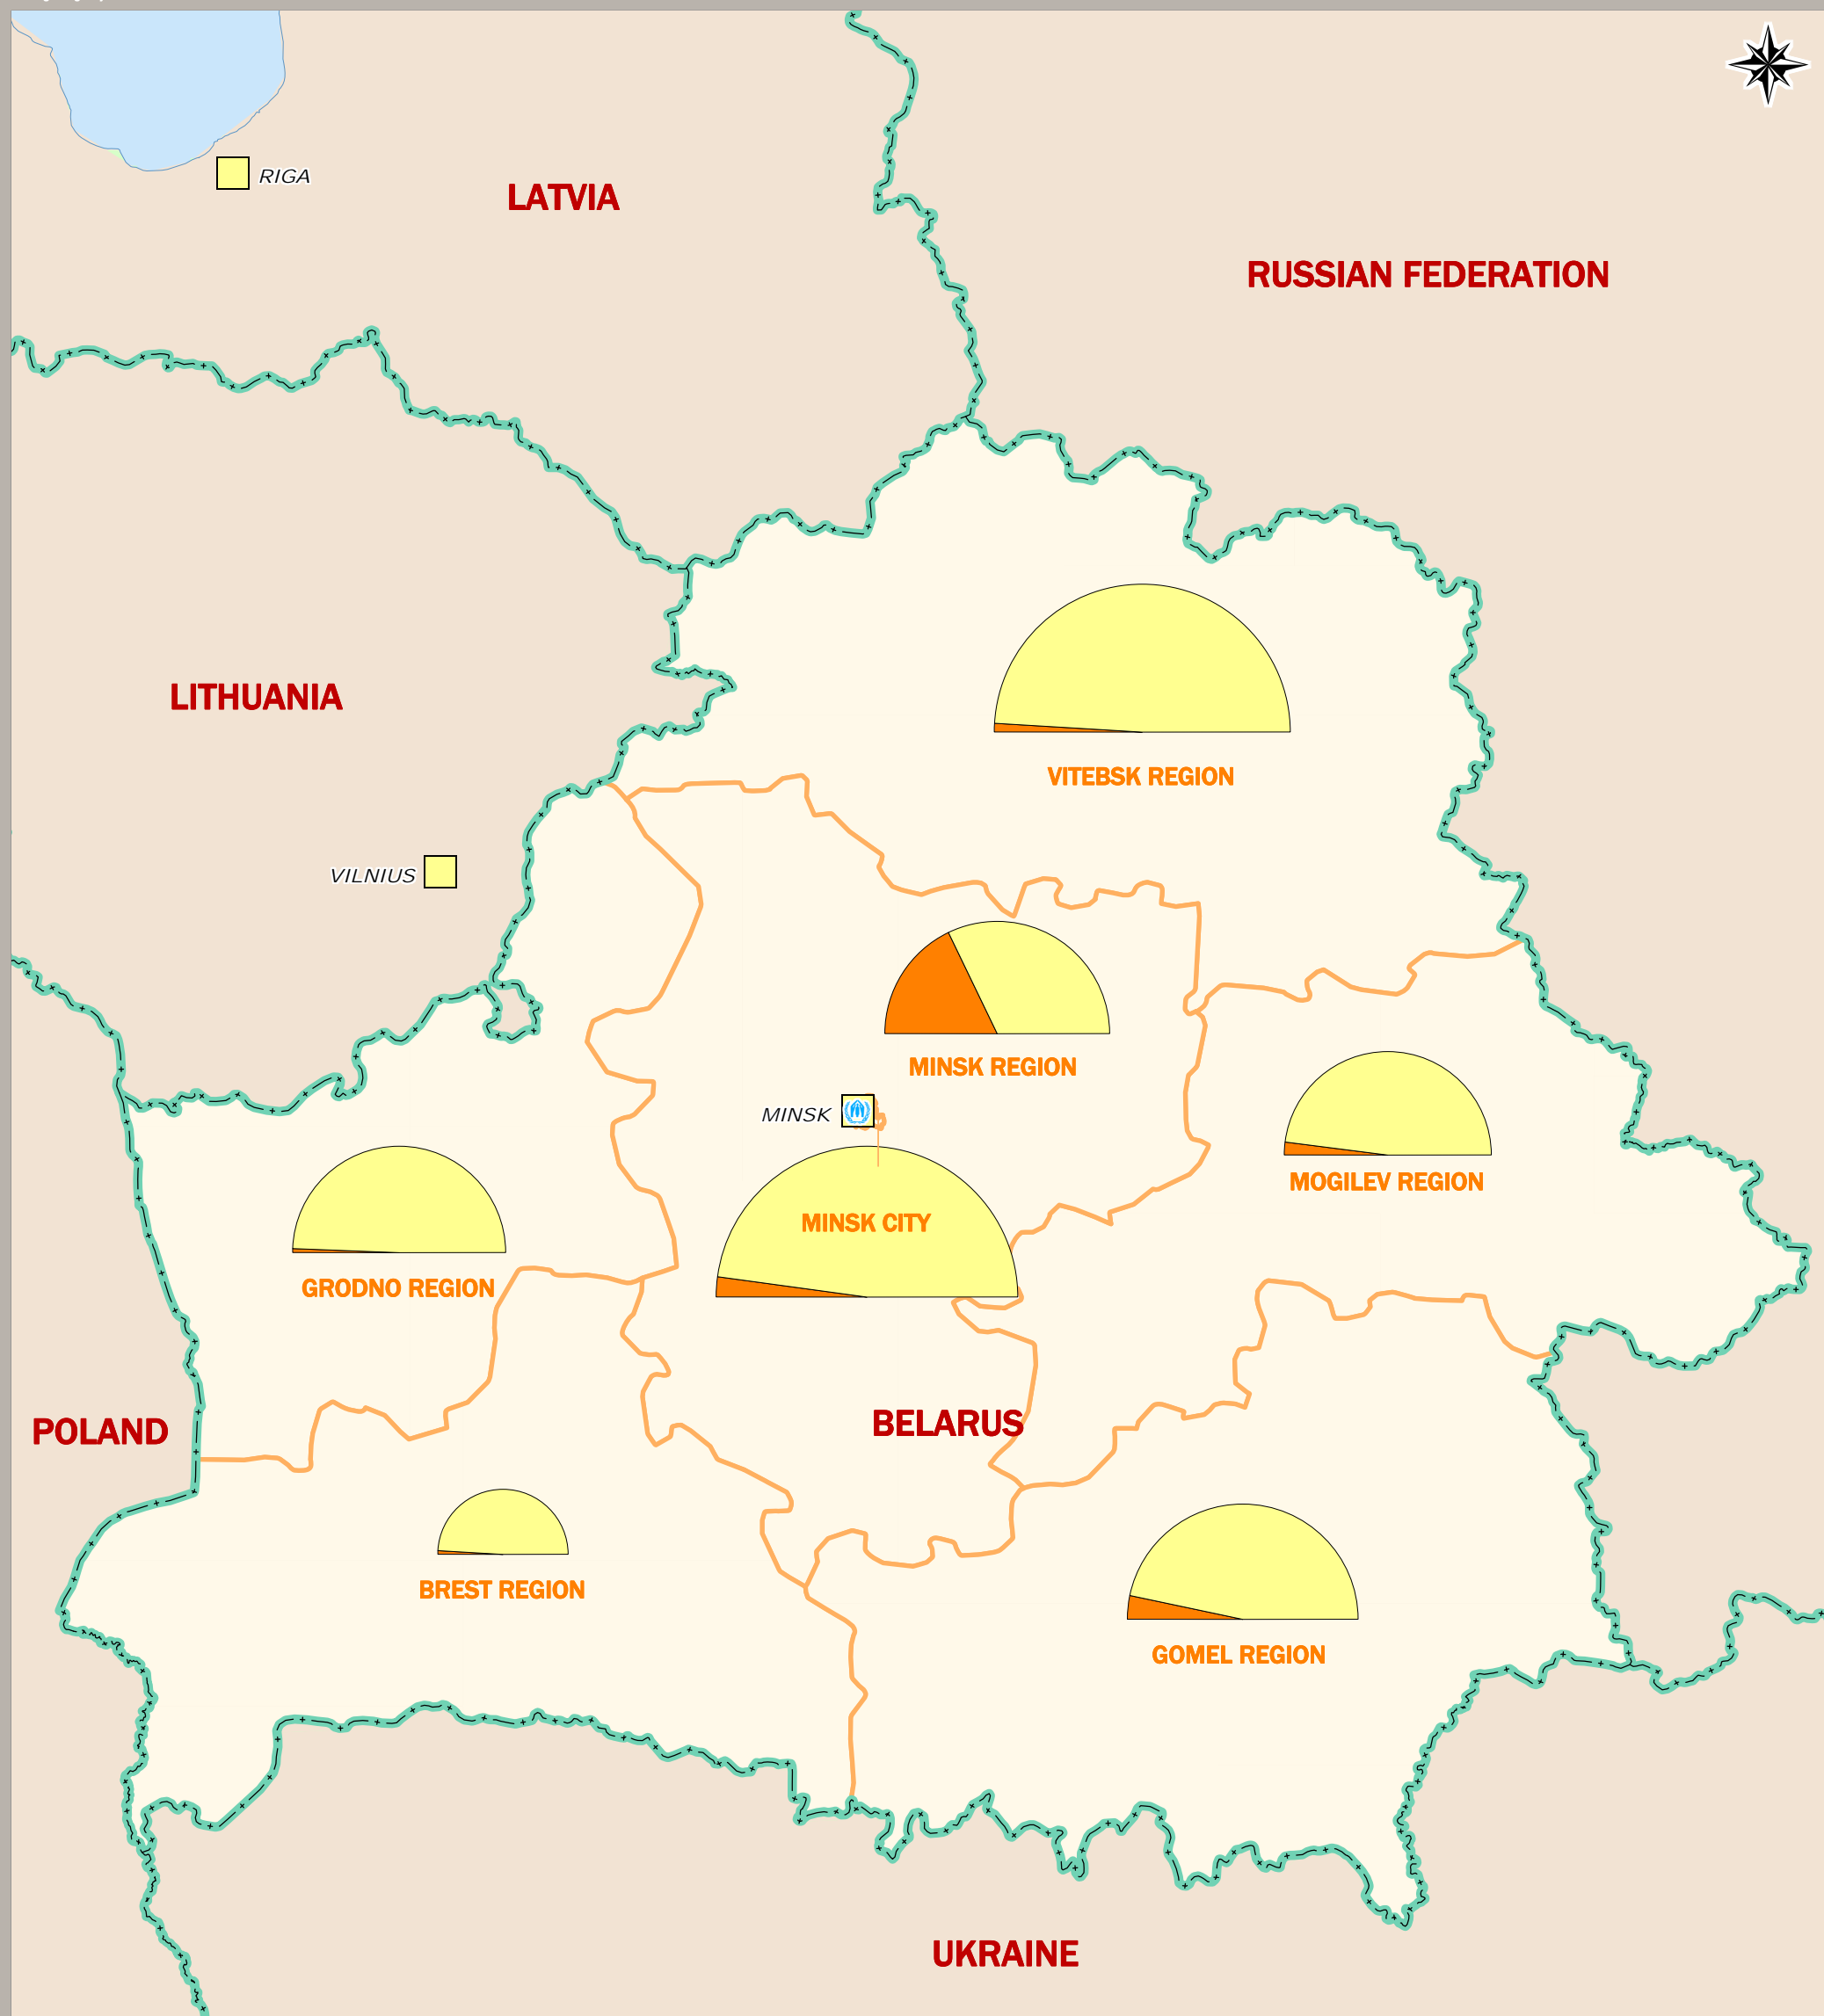 RIGA
LATVIA
RUSSIAN FEDERATION
LITHUANIA
VITEBSK REGION
VILNIUS
MINSK REGION
MINSK
MOGILEV REGION
MINSK CITY
GRODNO REGION
BELARUS
POLAND
BREST REGION
GOMEL REGION
UKRAINE